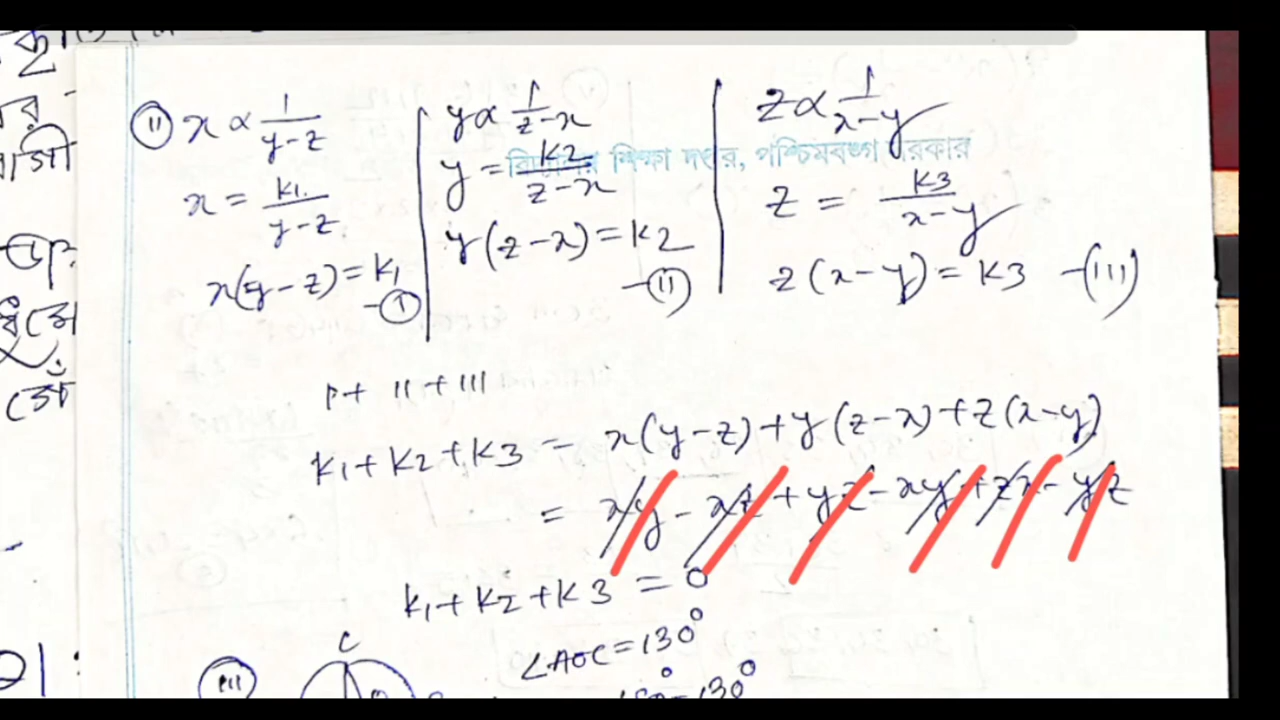 (ii) x ∝ 1/(y-z)
x = k1/(y-z)
x(y-z) = k1 -(i)
y ∝ 1/(z-x)
y = k2/(z-x)
y(z-x) = k2
-(ii)
z ∝ 1/(x-y)
z = k3/(x-y)
z(x-y) = k3 -(iii)
বিদ্যালয় শিক্ষা দপ্তর, পশ্চিমবঙ্গ সরকার
i + ii + iii
k1+k2+k3 = x(y-z)+y(z-x)+z(x-y)
= xy - xz + yz - xy + zx - yz
k1+k2+k3 = 0
∠AOC = 130°
(iii)
C